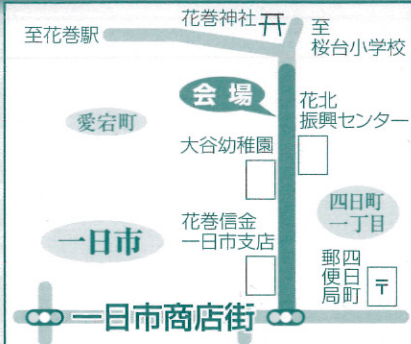 花巻神社
至花巻駅
至
桜台小学校
会場
花北
振興センター
愛宕町
大谷幼稚園
四日町
一丁目
花巻信金
一日市支店
一日市
四日町
郵便局
〒
一日市商店街